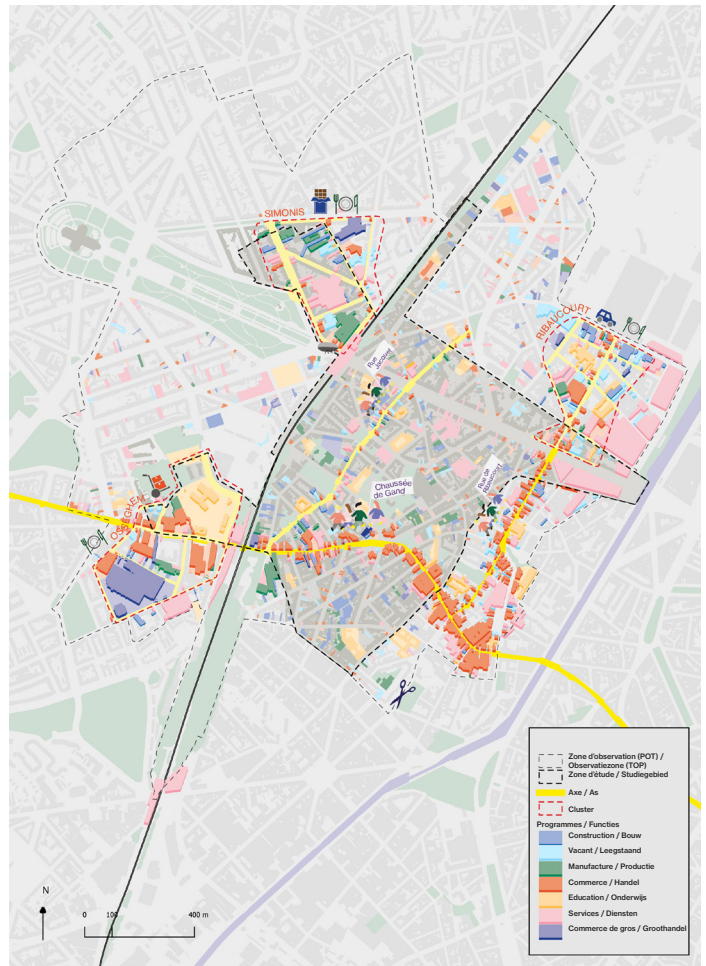 SIMONIS
RIBAUCOURT
Rue Jacobs
OSSEGHEM
Chaussée
de Gand
Rue de
Ribaucourt
Zone d'observation (POT) /
Observatiezone (TOP)
Zone d'étude / Studiegebied
Axe / As
Cluster
Programmes / Functies
Construction / Bouw
Vacant / Leegstaand
Manufacture / Productie
Commerce / Handel
Education / Onderwijs
Services / Diensten
Commerce de gros / Groothandel
N
0 100 400 m